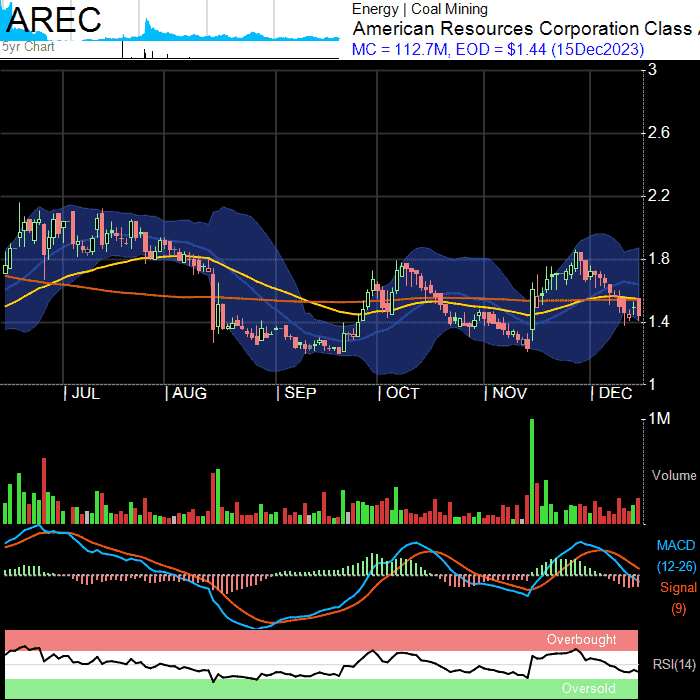 AREC
5yr Chart
Energy | Coal Mining
American Resources Corporation Class
MC = 112.7M, EOD = $1.44 (15Dec2023)
3
2.6
2.2
1.8
1.4
1
| JUL | AUG | SEP | OCT | NOV | DEC
1M
Volume
MACD
(12-26)
Signal
(9)
Overbought
RSI(14)
Oversold